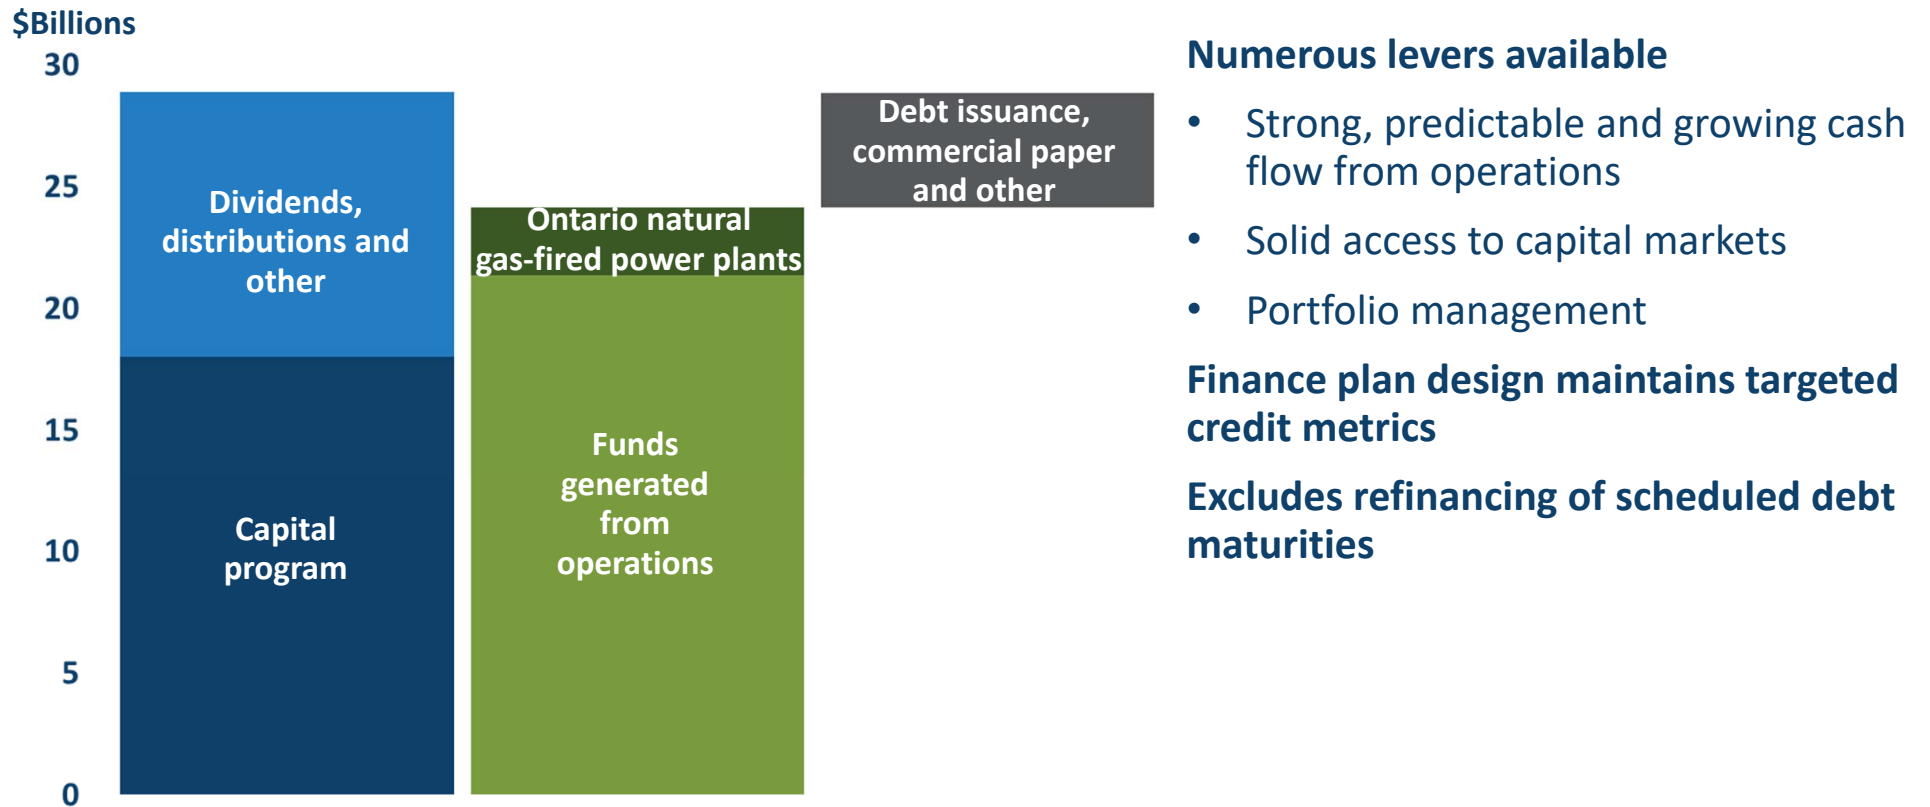 $Billions
30
25
20
15
10
5
0
Dividends,
distributions and
other
Capital
program
Ontario natural
gas-fired power plants
Funds
generated
from
operations
Debt issuance,
commercial paper
and other
Numerous levers available
• Strong, predictable and growing cash
flow from operations
• Solid access to capital markets
• Portfolio management
Finance plan design maintains targeted
credit metrics
Excludes refinancing of scheduled debt
maturities